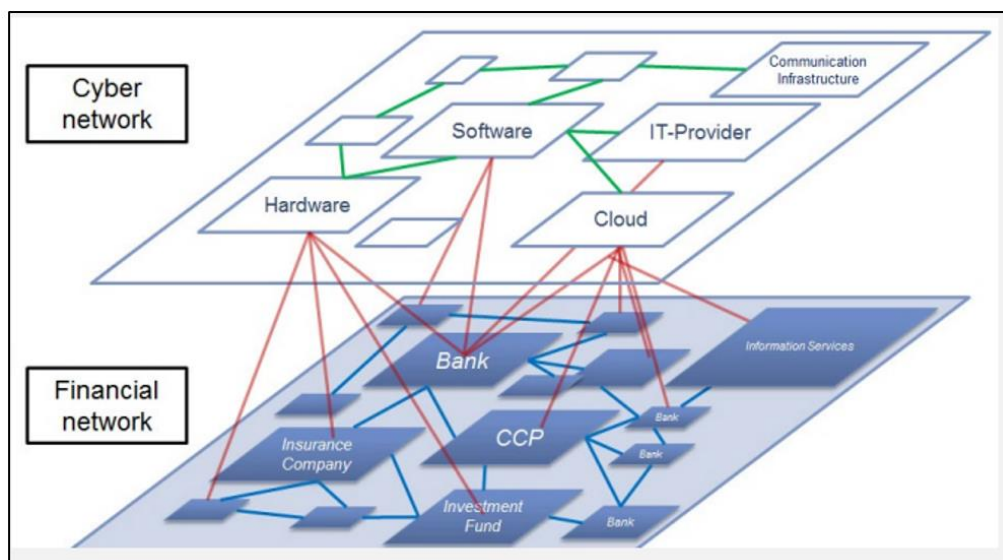 Cyber
network
Communication
Infrastructure
Software
IT-Provider
Hardware
Cloud
Financial
network
Bank
Information Services
Insurance
Company
CCP
Bank
Bank
Investment
Fund
Bank